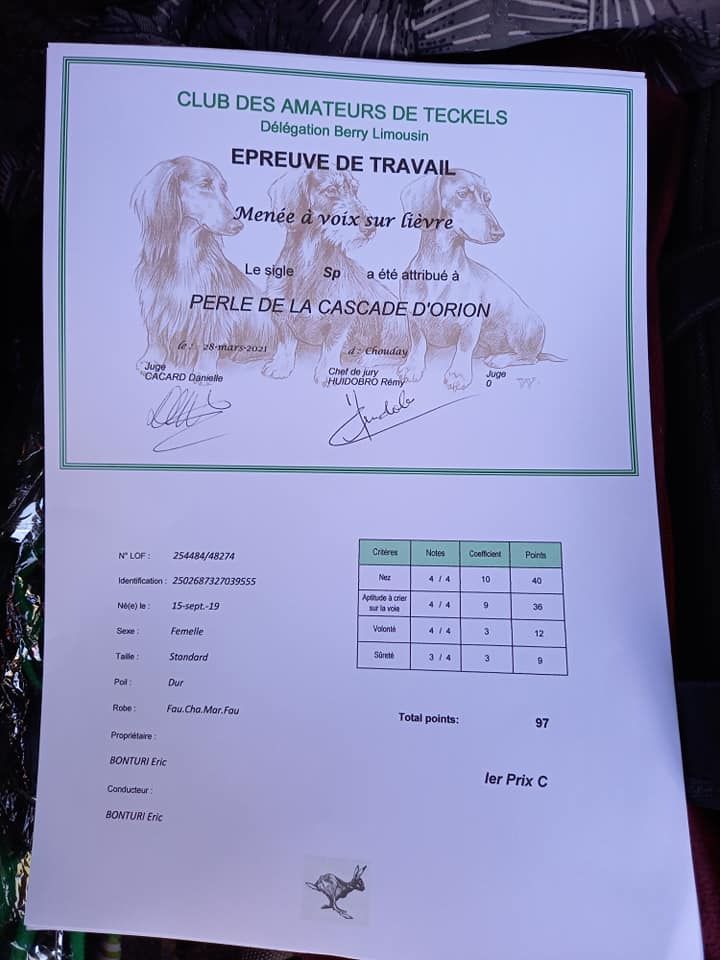 CLUB DES AMATEURS DE TECKELS
Délégation Berry Limousin
EPREUVE DE TRAVAIL
Menée à voix sur lièvre
Le sigle Sp a été attribué à
PERLE DE LA CASCADE D'ORION
le : 28-mars-2021 à : Chouday
Juge Chef de jury Juge
CACARD Danielle HUIDOBRO Rémy 0
N° LOF : 254484/48274
Identification : 2502687327039555
Né(e) le : 15-sept.-19
Sexe : Femelle
Taille : Standard
Poil : Dur
Robe : Fau.Cha.Mar.Fau
Propriétaire :
BONTURI Eric
Conducteur :
BONTURI Eric
Critères Notes Coefficient Points
Nez 4 / 4 10 40
Aptitude à crier
sur la voie 4 / 4 9 36
Volonté 4 / 4 3 12
Sûreté 3 / 4 3 9
Total points: 97
Ier Prix C